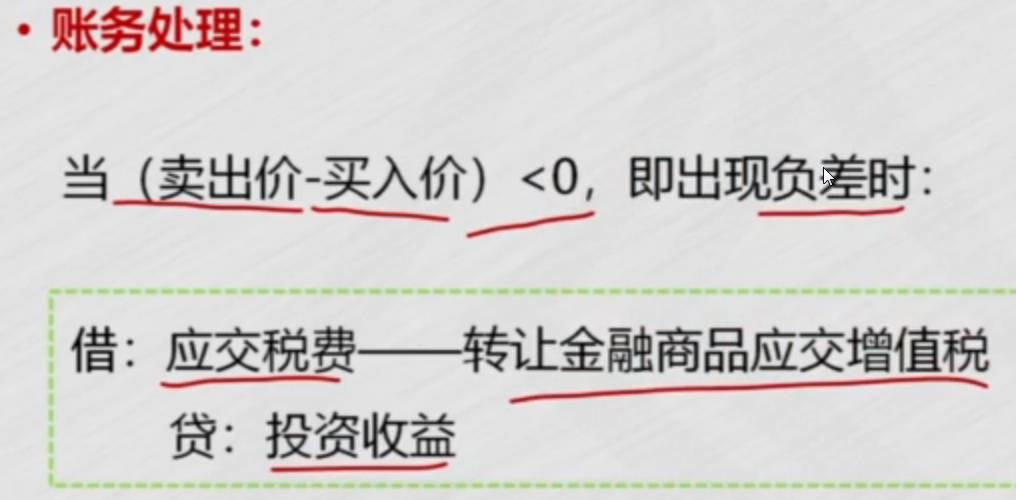 • 账务处理：
当（卖出价-买入价）<0，即出现负差时：
借：应交税费——转让金融商品应交增值税
贷：投资收益